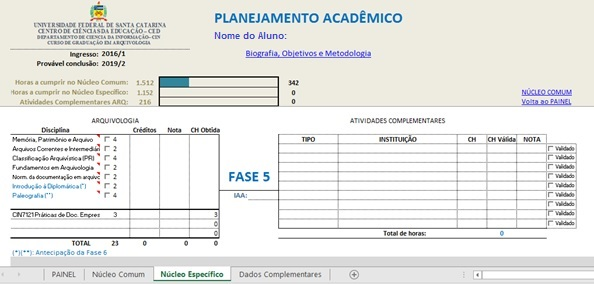 UNIVERSIDADE FEDERAL DE SANTA CATARINA
CENTRO DE CIÊNCIA DA EDUCAÇÃO - CED
DEPARTAMENTO DE CIENCIA DA INFORMAÇÃO-CIN
CURSO DE GRADUAÇÃO EM ARQUIVOLOGIA
Ingresso: 2016/1
Provável conclusão: 2019/2
PLANEJAMENTO ACADÊMICO
Nome do Aluno:
Biografia, Objetivos e Metodologia
Horas a cumprir no Núcleo Comum: 1.512 342
Horas a cumprir no Núcleo Específico: 1.152 0
Atividades Complementares ARQ: 216 0
NÚCLEO COMUM
Volta ao PAINEL
ARQUIVOLOGIA
Disciplina Créditos Nota CH Obtida
Memória, Patrimônio e Arquivo 4
Arquivos Correntes e Intermedián 2
Classificação Arquivística (PR) 4
Fundamentos em Arquivologia 2
Norm. da documentação em arquivo 2
Introdução à Diplomárica (*) 2
Paleografia (**) 4
CIN7121 Práticas de Doc. Empres 3 3
0
0
TOTAL 23 0 0 0
(*)(**): Antecipação da Fase 6
FASE 5
IAA:
ATIVIDADES COMPLEMENTARES
TIPO INSTITUIÇÃO CH CH Válida NOTA
Validado
Validado
Validado
Validado
Validado
Validado
Validado
Validado
Validado
Total de horas: 0
PAINEL Núcleo Comum Núcleo Específico Dados Complementares